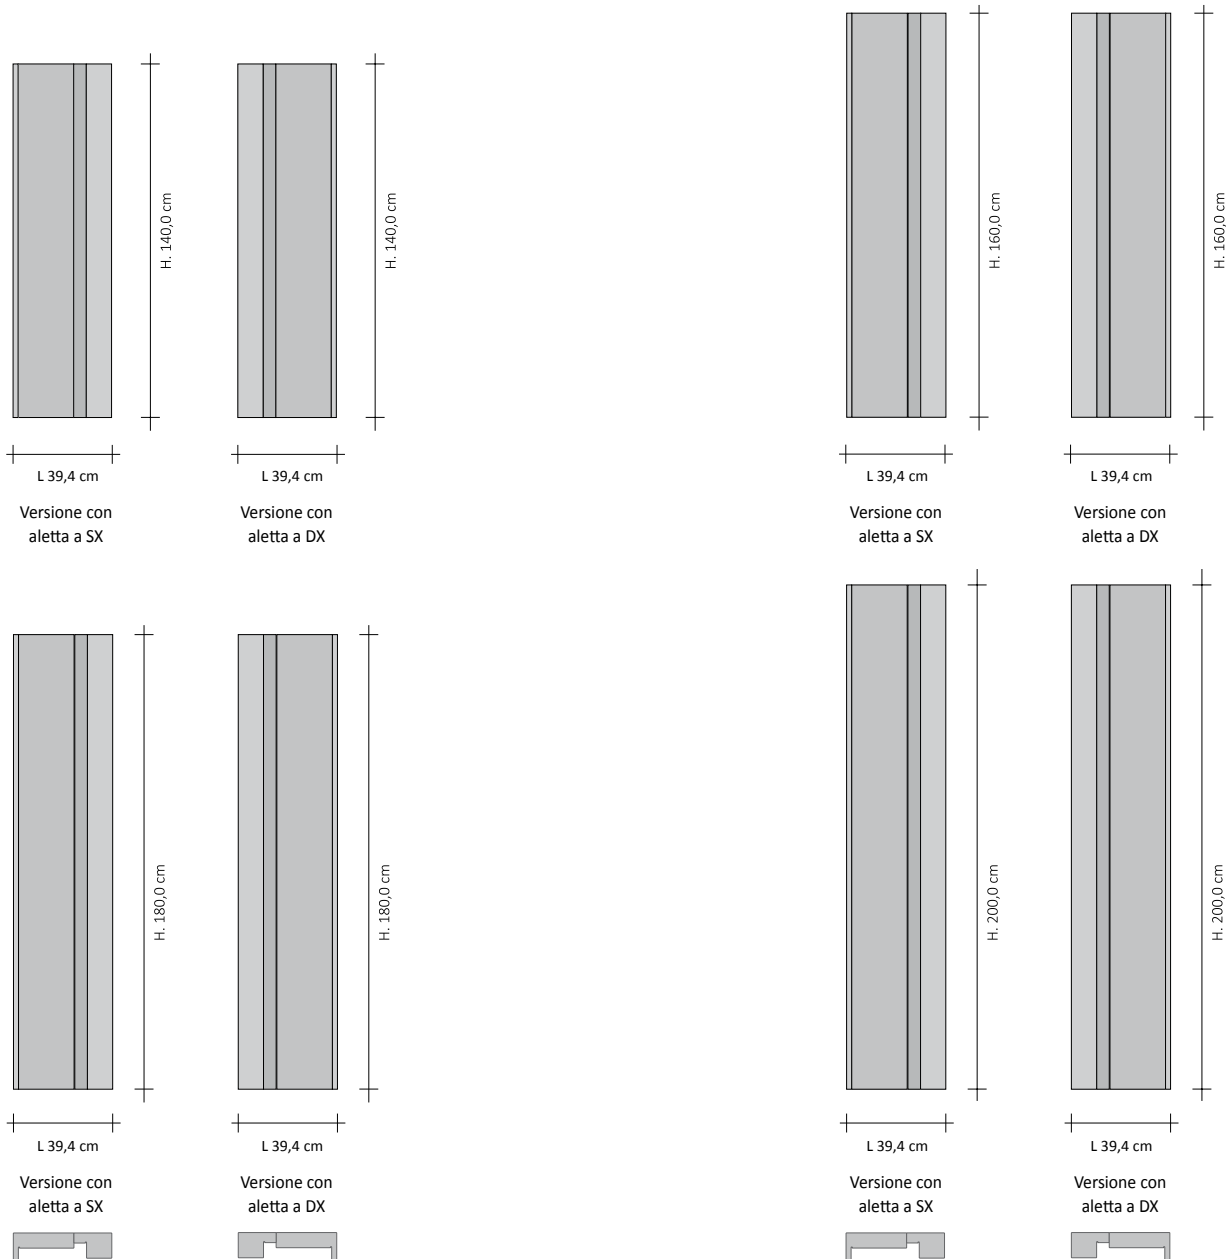 H. 140,0 cm
H. 140,0 cm
L 39,4 cm
L 39,4 cm
Versione con
aletta a SX
Versione con
aletta a DX
H. 160,0 cm
H. 160,0 cm
L 39,4 cm
L 39,4 cm
Versione con
aletta a SX
Versione con
aletta a DX
H. 180,0 cm
H. 180,0 cm
L 39,4 cm
L 39,4 cm
Versione con
aletta a SX
Versione con
aletta a DX
H. 200,0 cm
H. 200,0 cm
L 39,4 cm
L 39,4 cm
Versione con
aletta a SX
Versione con
aletta a DX